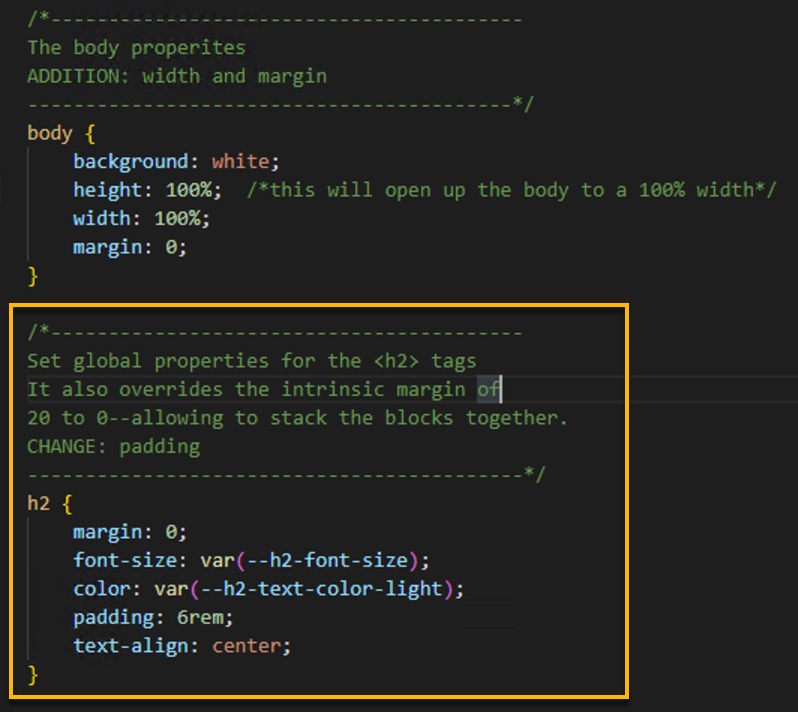 /*-----------------------------------------
The body properites
ADDITION: width and margin
------------------------------------------*/
body {
background: white;
height: 100%;  /*this will open up the body to a 100% width*/
width: 100%;
margin: 0;
}
/*-----------------------------------------
Set global properties for the <h2> tags
It also overrides the intrinsic margin of
20 to 0--allowing to stack the blocks together.
CHANGE: padding
-------------------------------------------*/
h2 {
margin: 0;
font-size: var(--h2-font-size);
color: var(--h2-text-color-light);
padding: 6rem;
text-align: center;
}